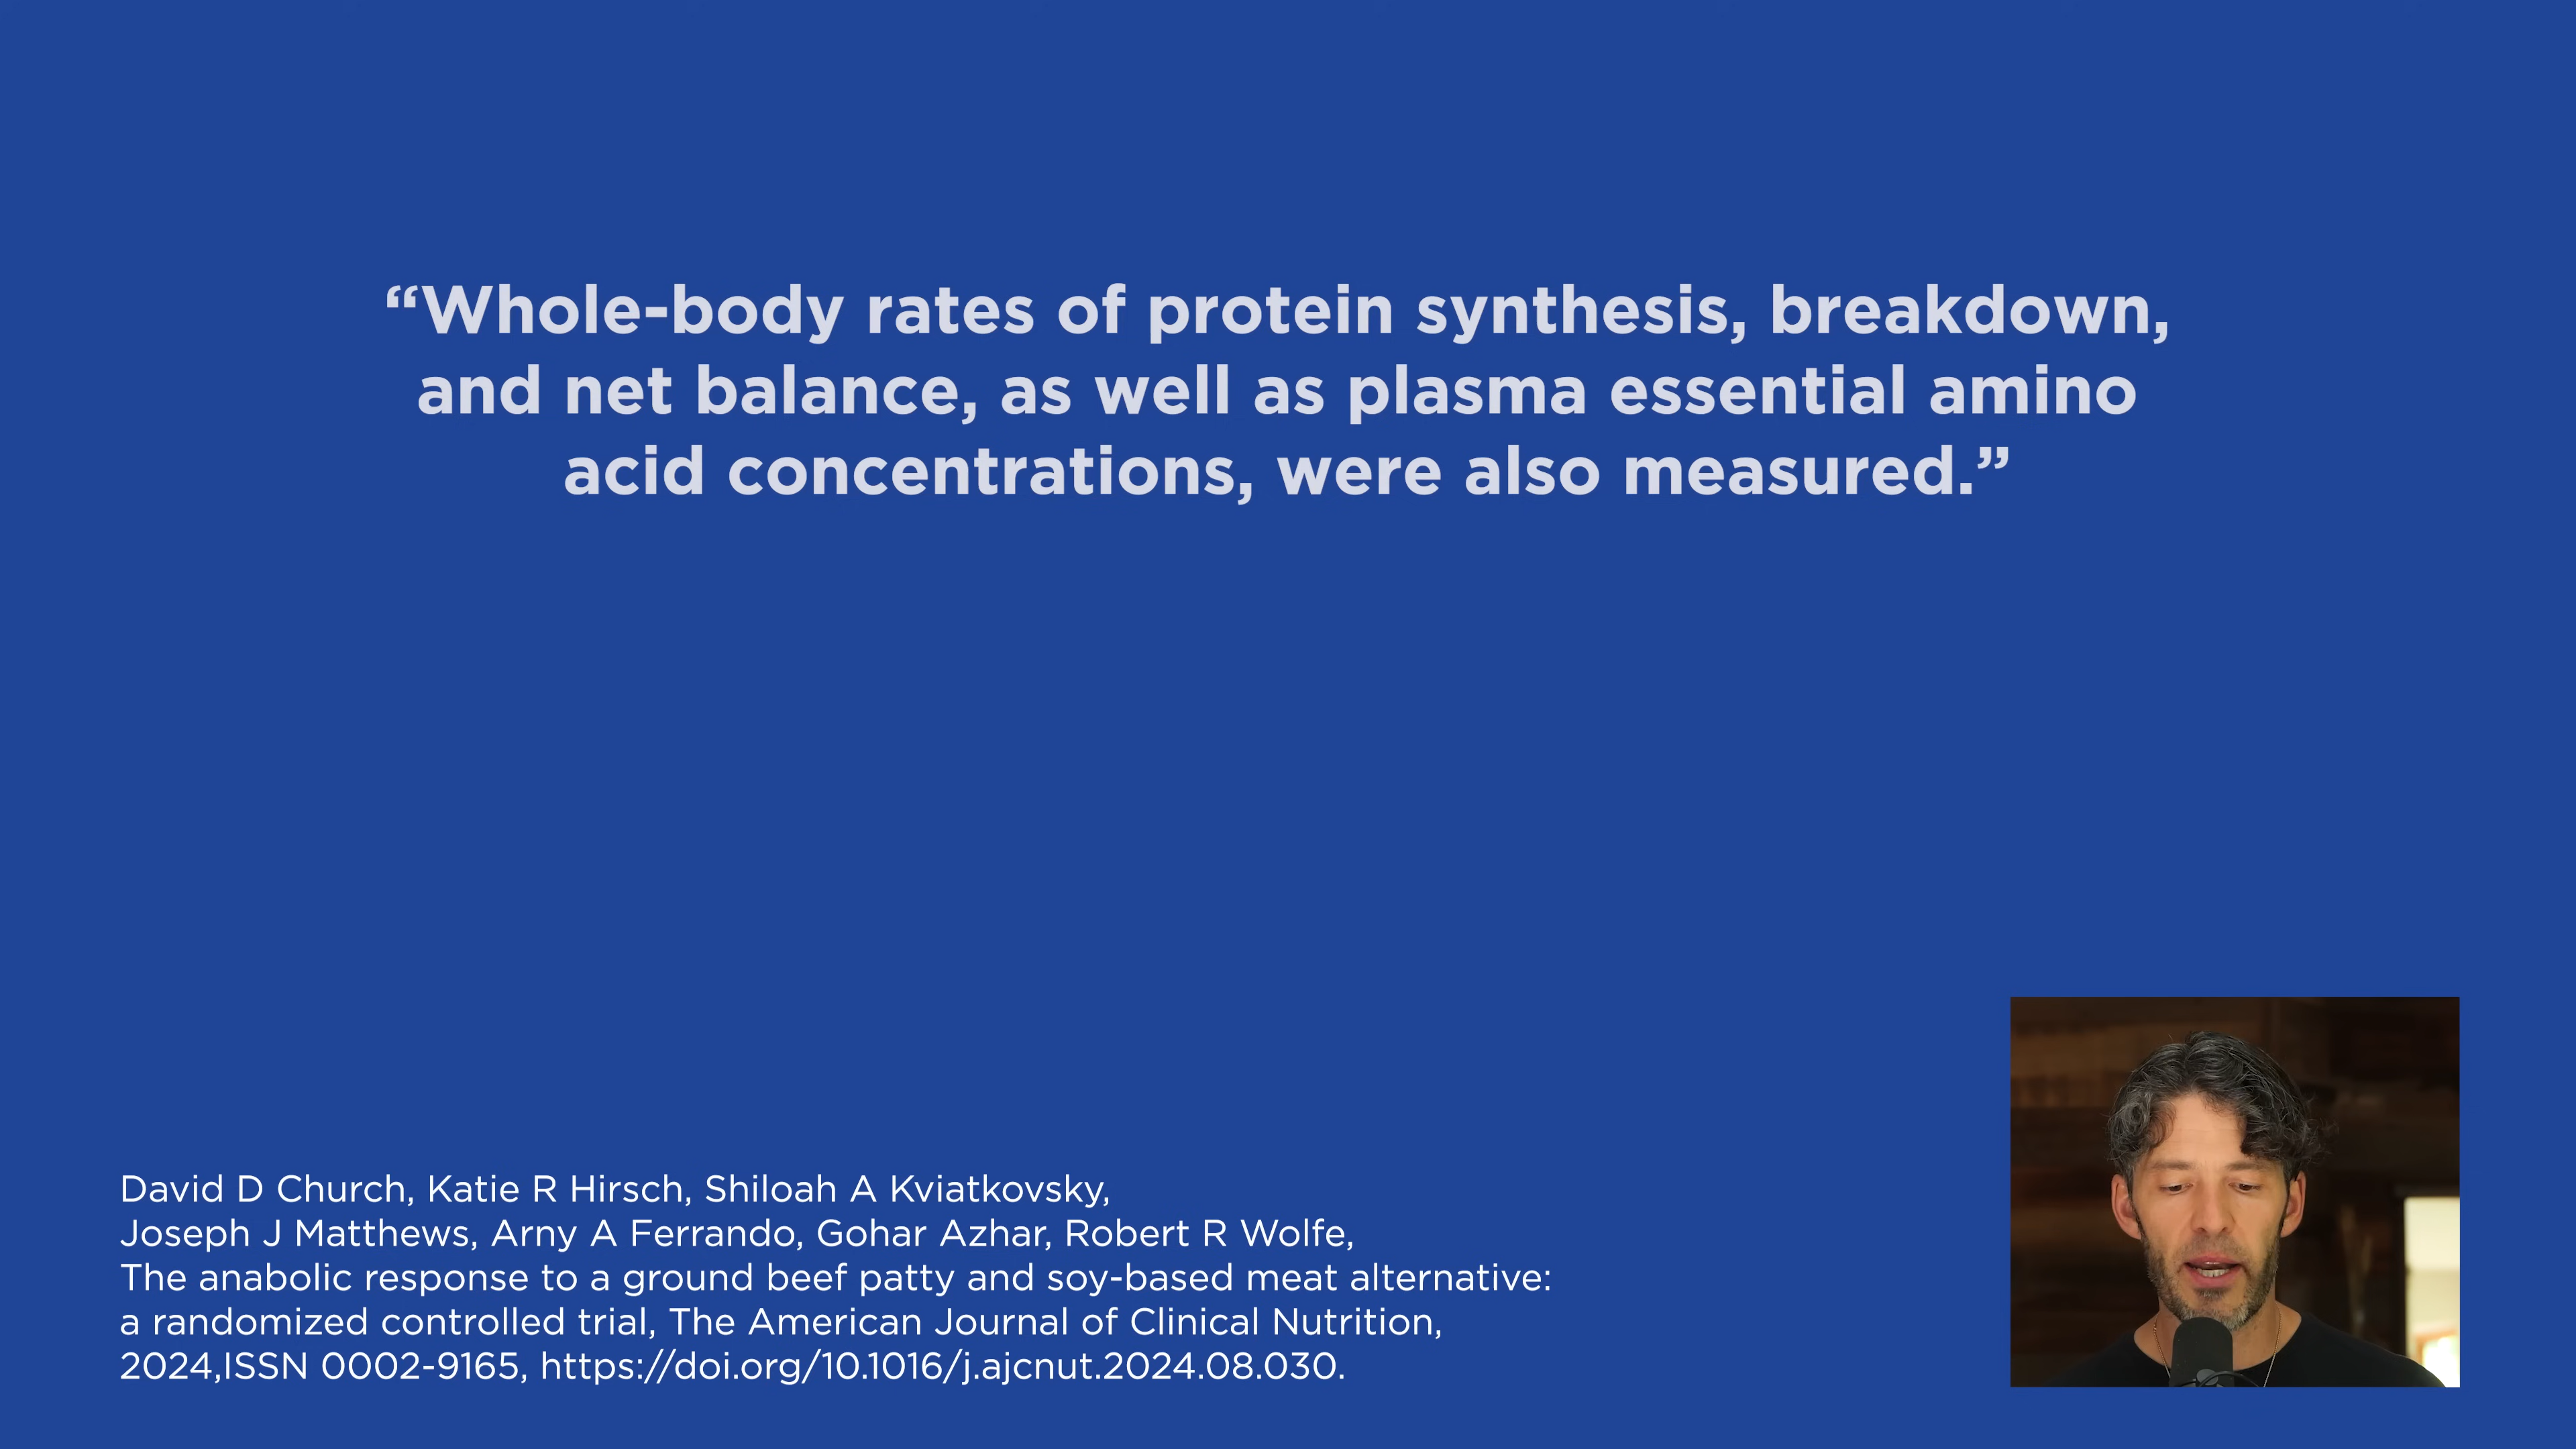 “Whole-body rates of protein synthesis, breakdown,
and net balance, as well as plasma essential amino
acid concentrations, were also measured.”
David D Church, Katie R Hirsch, Shiloah A Kviatkovsky,
Joseph J Matthews, Arny A Ferrando, Gohar Azhar, Robert R Wolfe,
The anabolic response to a ground beef patty and soy-based meat alternative:
a randomized controlled trial, The American Journal of Clinical Nutrition,
2024,ISSN 0002-9165, https://doi.org/10.1016/j.ajcnut.2024.08.030.